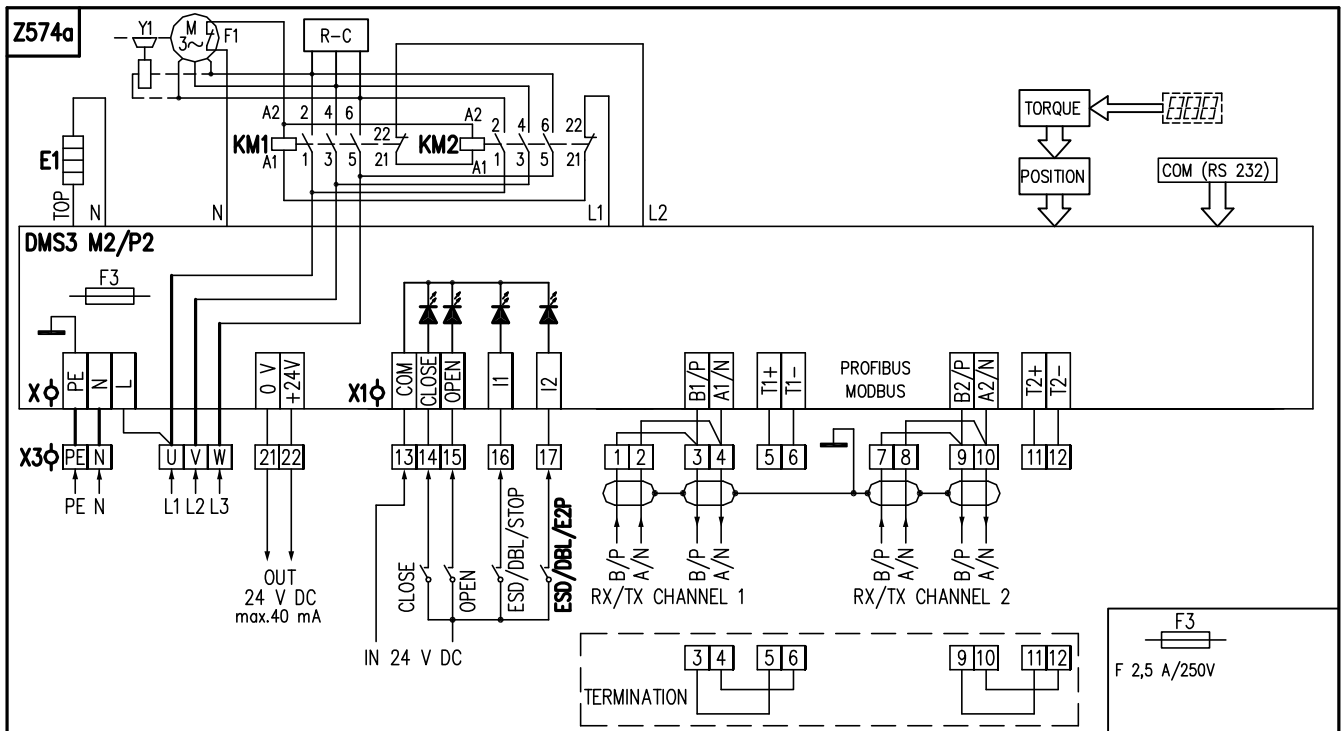 Z574a
Y1
M
3~
F1
R-C
TORQUE
POSITION
COM (RS 232)
A2
2 4 6
22
A2
2
4
6
22
KM1
KM2
A1
1 3 5
21
A1
1 3 5
21
E1
TOP
N
N
L1
L2
DMS3 M2/P2
F3
X
PE
N
L
0 V
+24V
X1
COM
CLOSE
OPEN
I1
I2
B1/P
A1/N
T1+
T1-
PROFIBUS
MODBUS
B2/P
A2/N
T2+
T2-
X3
PE N
U V W
21 22
13 14 15
16
17
1 2
3 4
5 6
7 8
9 10
11 12
PE N
L1 L2 L3
OUT
24 V DC
max.40 mA
CLOSE
OPEN
ESD/DBL/STOP
ESD/DBL/E2P
IN 24 V DC
B/P
A/N
B/P
A/N
RX/TX CHANNEL 1
B/P
A/N
B/P
A/N
RX/TX CHANNEL 2
TERMINATION
3 4
5 6
9 10
11 12
F3
F 2,5 A/250V